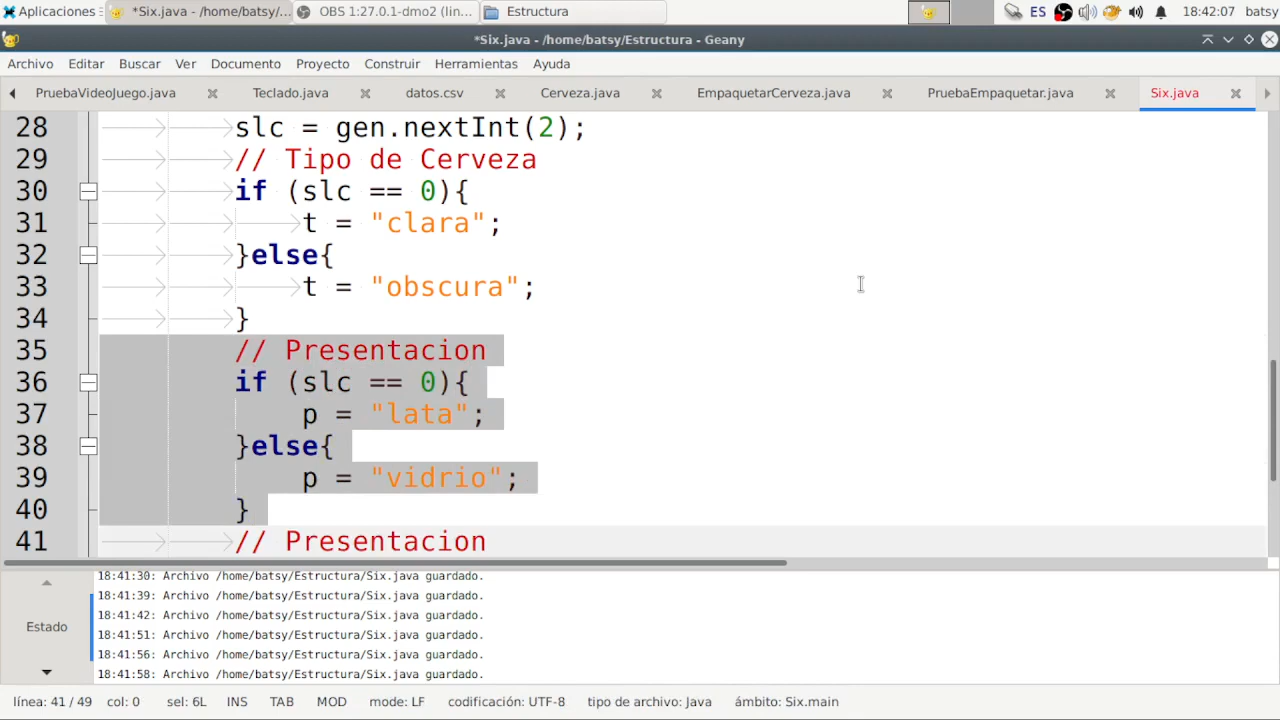 Aplicaciones
*Six.java - /home/batsy/...
OBS 1:27.0.1-dmo2 (lin...
Estructura
ES
18:42:07
batsy
*Six.java - /home/batsy/Estructura - Geany
Archivo Editar Buscar Ver Documento Proyecto Construir Herramientas Ayuda
PruebaVideoJuego.java Teclado.java datos.csv Cerveza.java EmpaquetarCerveza.java PruebaEmpaquetar.java Six.java
28 slc = gen.nextInt(2);
29 // Tipo de Cerveza
30 if (slc == 0){
31 t = "clara";
32 }else{
33 t = "obscura";
34 }
35 // Presentacion
36 if (slc == 0){
37 p = "lata";
38 }else{
39 p = "vidrio";
40 }
41 // Presentacion
Estado
18:41:30: Archivo /home/batsy/Estructura/Six.java guardado.
18:41:39: Archivo /home/batsy/Estructura/Six.java guardado.
18:41:42: Archivo /home/batsy/Estructura/Six.java guardado.
18:41:51: Archivo /home/batsy/Estructura/Six.java guardado.
18:41:56: Archivo /home/batsy/Estructura/Six.java guardado.
18:41:58: Archivo /home/batsy/Estructura/Six.java guardado.
línea: 41 / 49 col: 0 sel: 6L INS TAB MOD mode: LF codificación: UTF-8 tipo de archivo: Java ámbito: Six.main